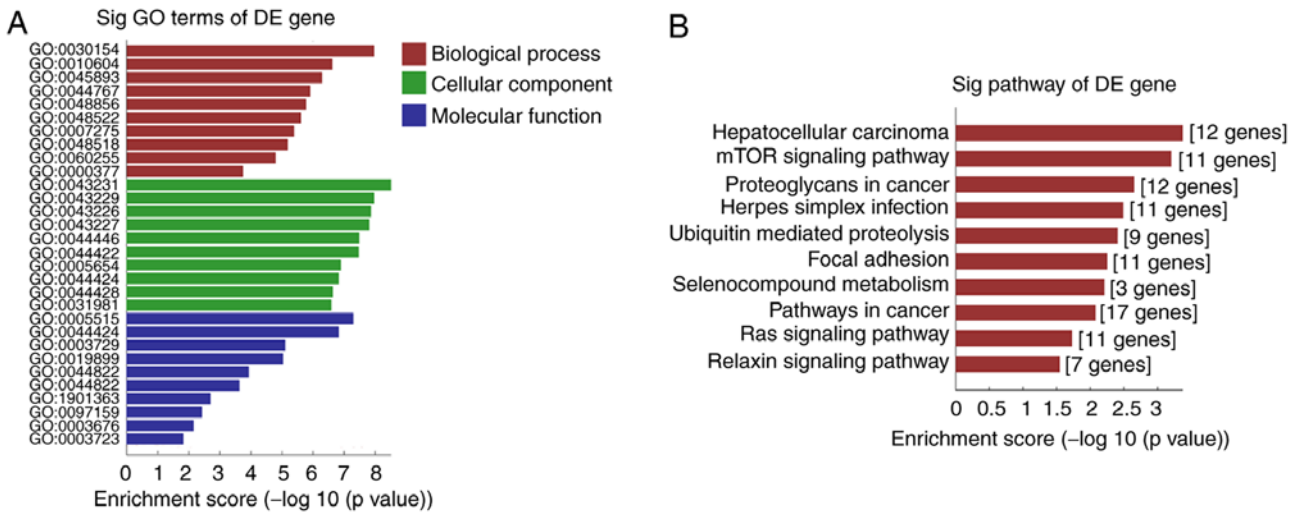 A
Sig GO terms of DE gene
GO:0030154
GO:0010604
GO:0045893
GO:0044767
GO:0048856
GO:0048522
GO:0007275
GO:0048518
GO:0060255
GO:0000377
GO:0043231
GO:0043229
GO:0043226
GO:0043227
GO:0044446
GO:0044422
GO:0005654
GO:0044424
GO:0044428
GO:0031981
GO:0005515
GO:0044424
GO:0003729
GO:0019899
GO:0044822
GO:0044822
GO:1901363
GO:0097159
GO:0003676
GO:0003723
0 1 2 3 4 5 6 7 8
Enrichment score (−log 10 (p value))
Biological process
Cellular component
Molecular function
B
Sig pathway of DE gene
Hepatocellular carcinoma [12 genes]
mTOR signaling pathway [11 genes]
Proteoglycans in cancer [12 genes]
Herpes simplex infection [11 genes]
Ubiquitin mediated proteolysis [9 genes]
Focal adhesion [11 genes]
Selenocompound metabolism [3 genes]
Pathways in cancer [17 genes]
Ras signaling pathway [11 genes]
Relaxin signaling pathway [7 genes]
0 0.5 1 1.5 2 2.5 3
Enrichment score (−log 10 (p value))